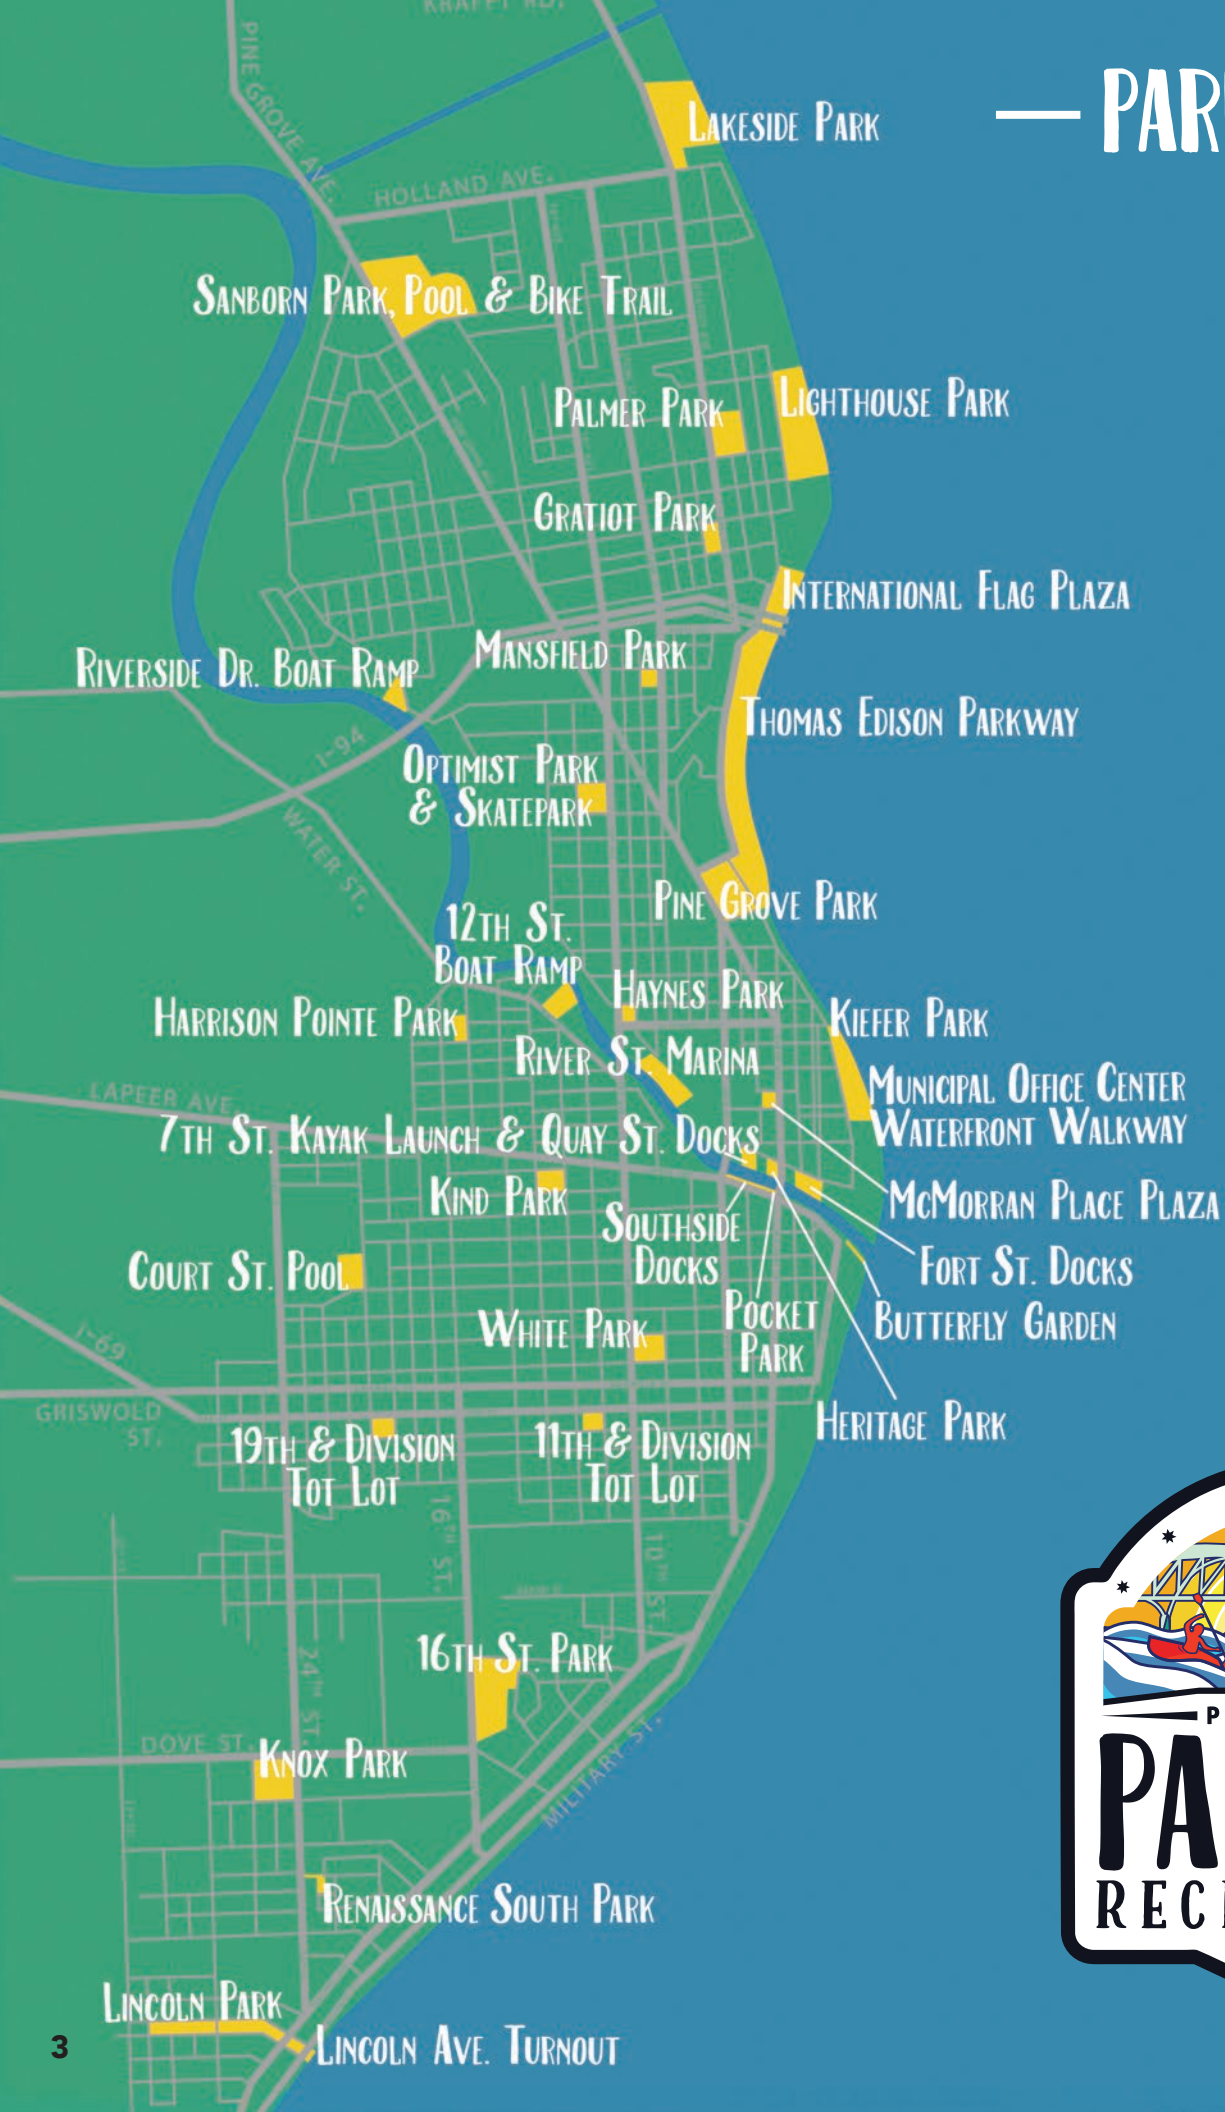 KRAFFT RD.
PINE GROVE AVE.
LAKESIDE PARK
PAR
HOLLAND AVE.
SANBORN PARK, POOL & BIKE TRAIL
PALMER PARK
LIGHTHOUSE PARK
GRATIOT PARK
INTERNATIONAL FLAG PLAZA
MANSFIELD PARK
RIVERSIDE DR. BOAT RAMP
THOMAS EDISON PARKWAY
I-94
OPTIMIST PARK
& SKATEPARK
WATER ST.
PINE GROVE PARK
12TH ST.
BOAT RAMP
HAYNES PARK
HARRISON POINTE PARK
KIEFER PARK
RIVER ST. MARINA
MUNICIPAL OFFICE CENTER
WATERFRONT WALKWAY
LAPEER AVE.
7TH ST. KAYAK LAUNCH & QUAY ST. DOCKS
KIND PARK
MCMORRAN PLACE PLAZA
SOUTHSIDE
DOCKS
COURT ST. POOL
FORT ST. DOCKS
POCKET
PARK
BUTTERFLY GARDEN
WHITE PARK
I-69
HERITAGE PARK
GRISWOLD
ST.
19TH & DIVISION
TOT LOT
11TH & DIVISION
TOT LOT
16TH ST.
10TH ST.
16TH ST. PARK
24TH ST.
DOVE ST.
KNOX PARK
MILITARY ST.
P
PA
REC
RENAISSANCE SOUTH PARK
LINCOLN PARK
3
LINCOLN AVE. TURNOUT